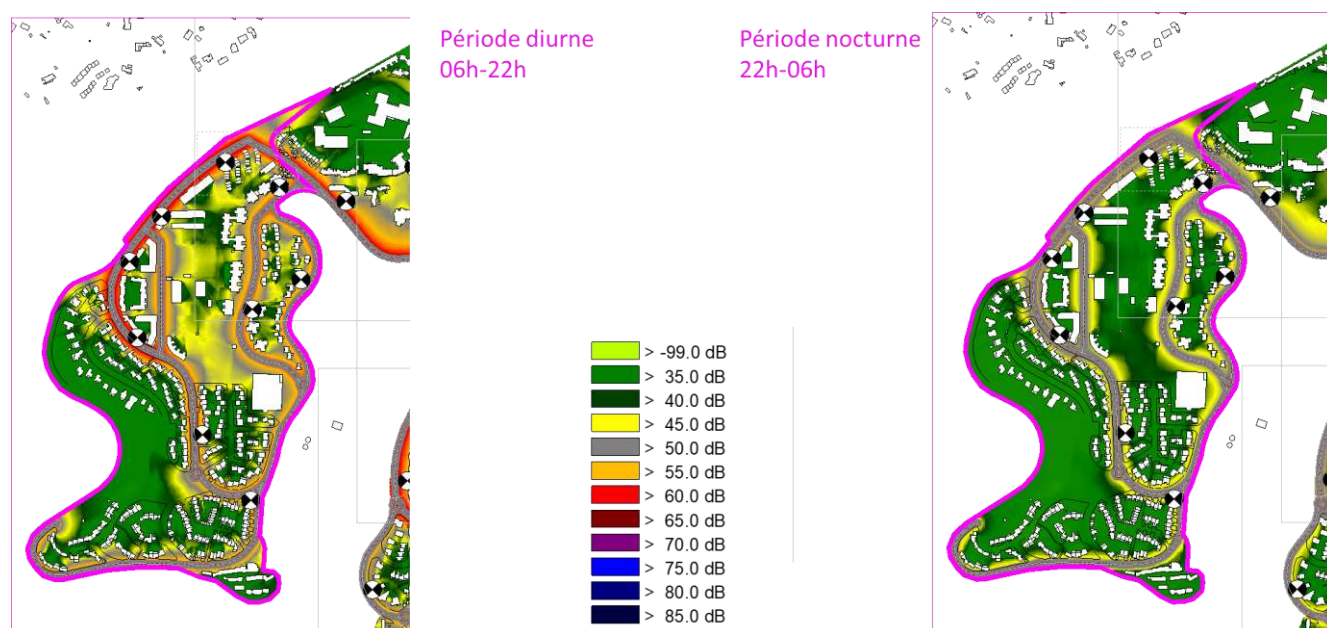 Période diurne
06h-22h
Période nocturne
22h-06h
> -99.0 dB
> 35.0 dB
> 40.0 dB
> 45.0 dB
> 50.0 dB
> 55.0 dB
> 60.0 dB
> 65.0 dB
> 70.0 dB
> 75.0 dB
> 80.0 dB
> 85.0 dB